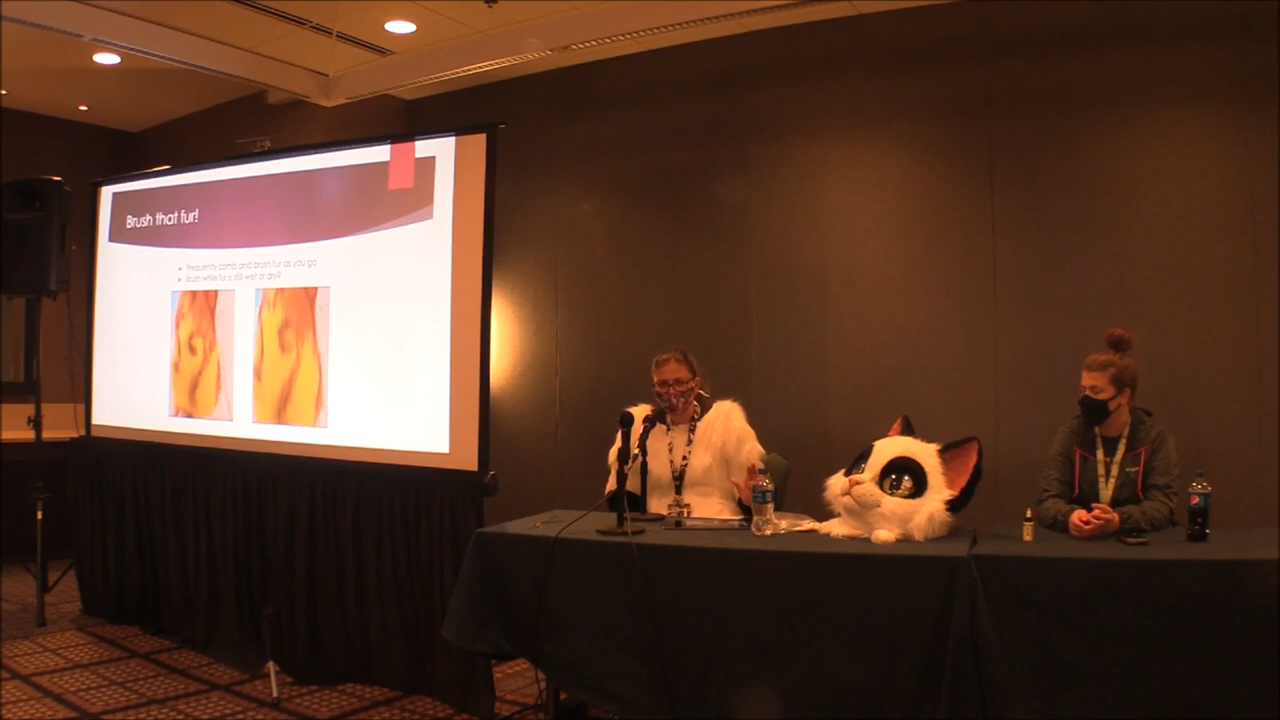 Brush that fur!
Frequently comb and brush fur as you go
Brush while fur is still wet or dry?